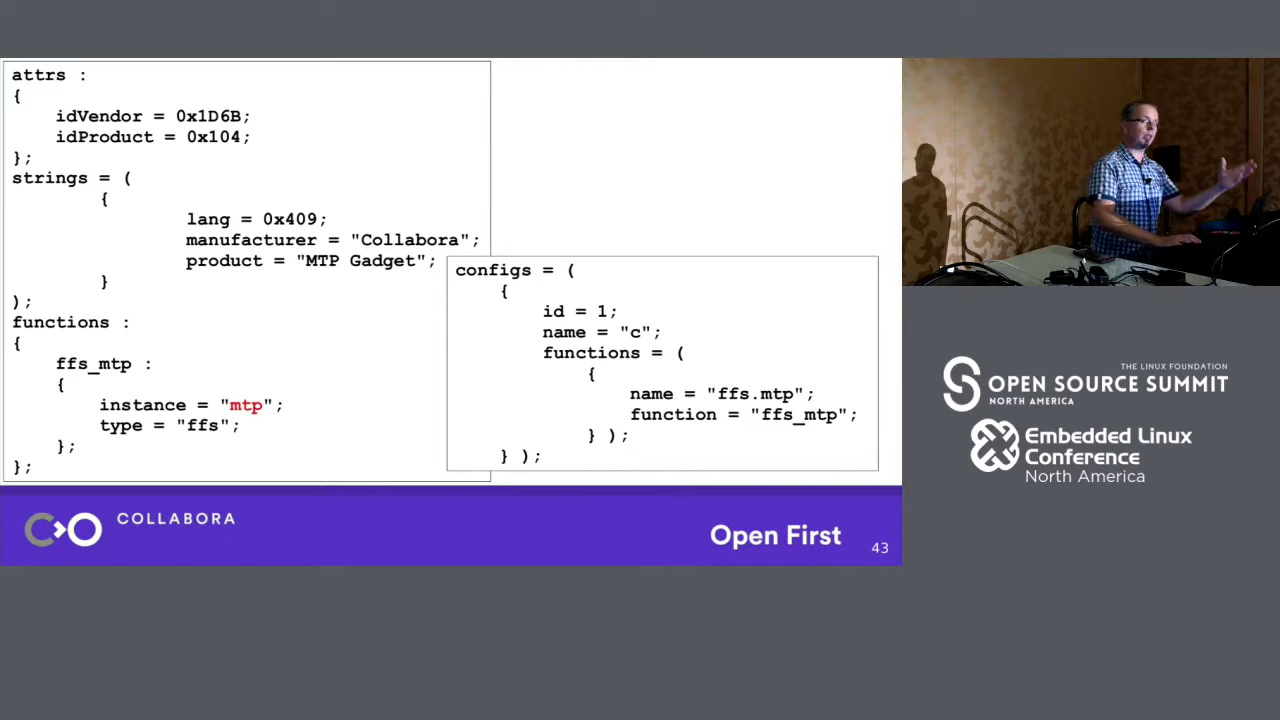 attrs :
{
idVendor = 0x1D6B;
idProduct = 0x104;
};
strings = (
{
lang = 0x409;
manufacturer = "Collabora";
product = "MTP Gadget";
}
);
functions :
{
ffs_mtp :
{
instance = "mtp";
type = "ffs";
};
};
configs = (
{
id = 1;
name = "c";
functions = (
{
name = "ffs.mtp";
function = "ffs_mtp";
} );
} );
COLLABORA
Open First
43
THE LINUX FOUNDATION
OPEN SOURCE SUMMIT
NORTH AMERICA
Embedded Linux
Conference
North America